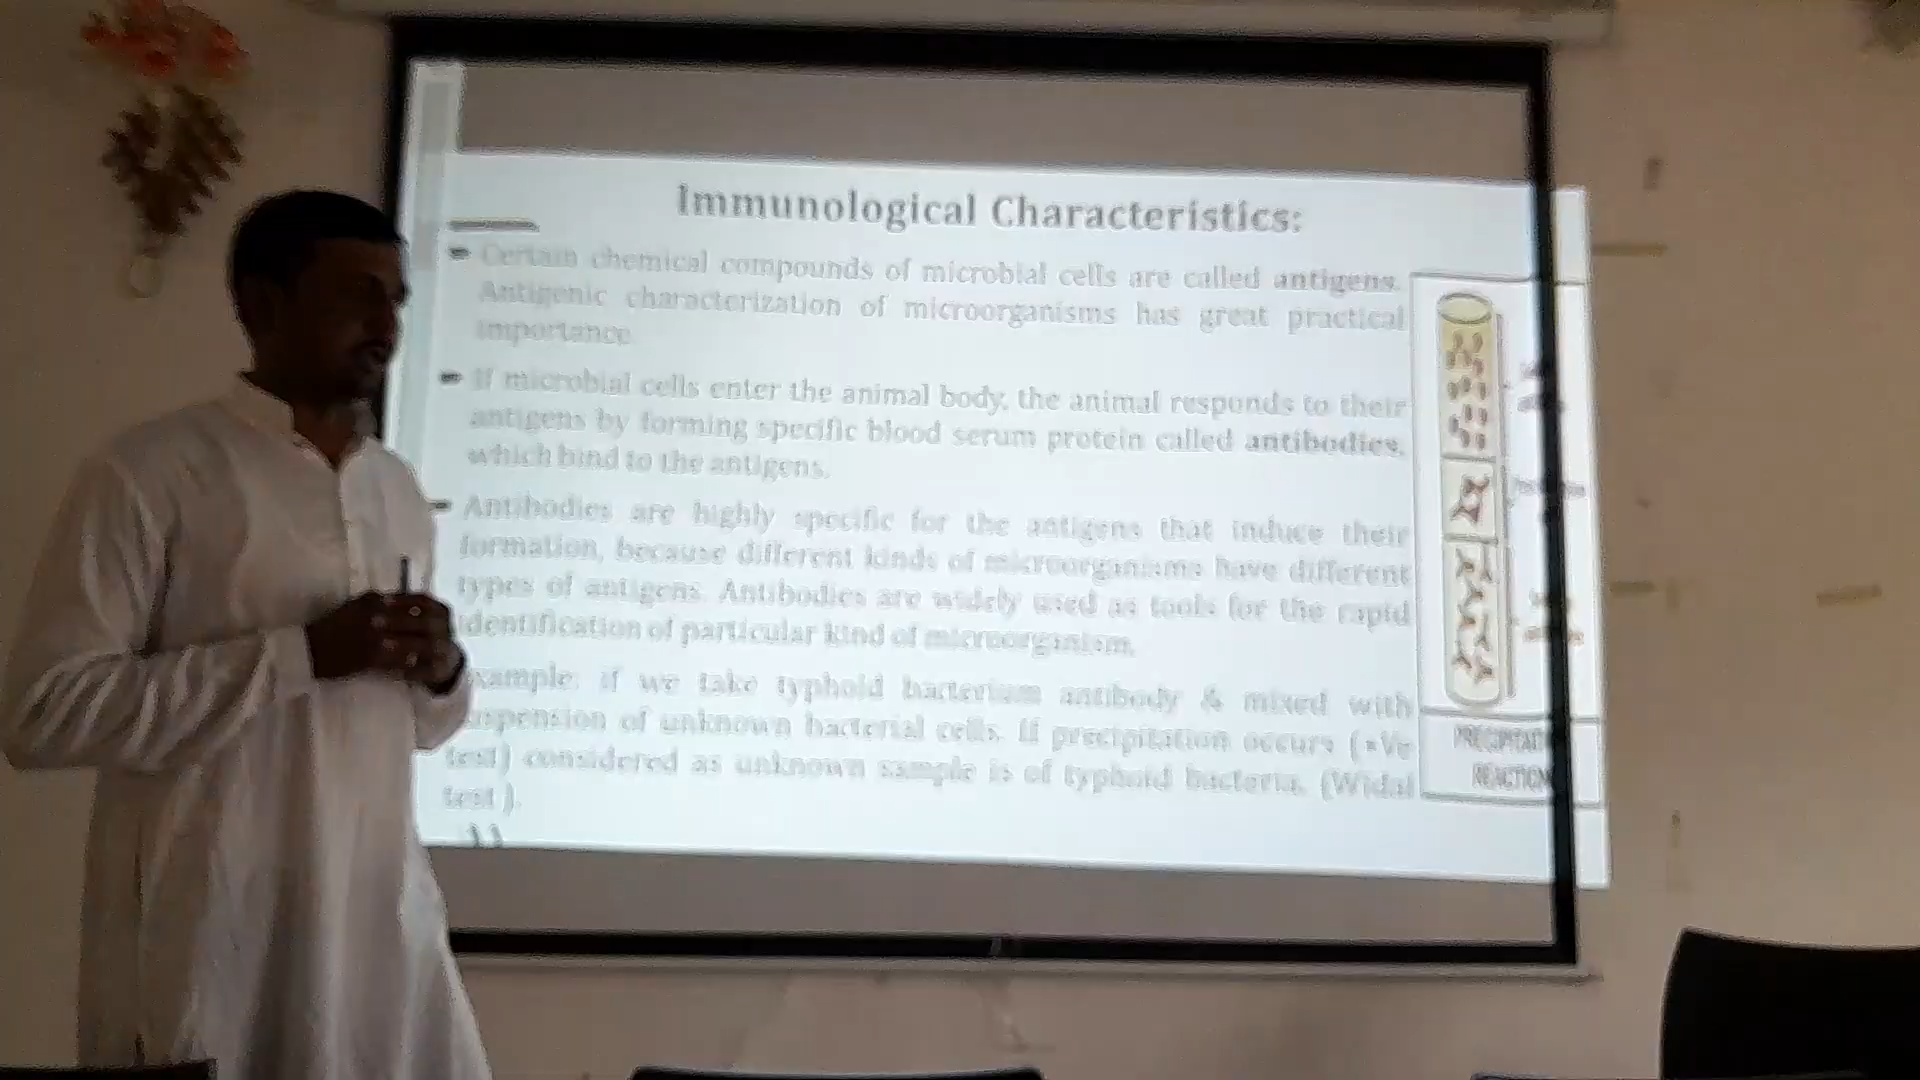 Immunological Characteristics:
Certain chemical compounds of microbial cells are called antigens.
Antigenic characterization of microorganisms has great practical
importance
If microbial cells enter the animal body, the animal responds to their
antigens by forming specific blood serum protein called antibodies,
which bind to the antigens.
Antibodies are highly specific for the antigens that induce their
formation, because different kinds of microorganisms have different
types of antigens. Antibodies are widely used as tools for the rapid
identification of particular kind of microorganism.
xample: if we take typhoid bacterium antibody & mixed with
spension of unknown bacterial cells. If precipitation occurs (+Ve
test) considered as unknown sample is of typhoid bacteria. (Widal
test ).
REACTION